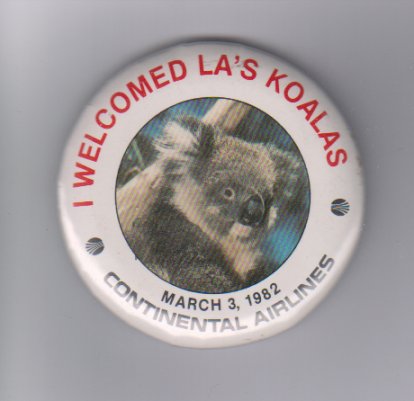 I WELCOMED LA'S KOALAS
MARCH 3, 1982
CONTINENTAL AIRLINES